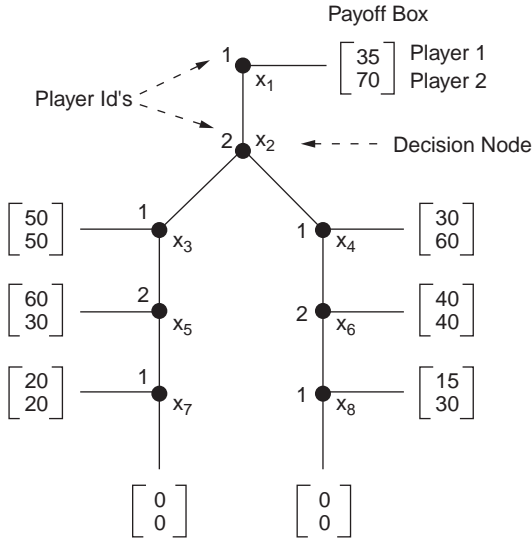 Payoff Box
1
35
70
Player 1
Player 2
x1
Player Id's
2
x2
Decision Node
50
50
1
x3
1
x4
30
60
60
30
2
x5
2
x6
40
40
20
20
1
x7
1
x8
15
30
0
0
0
0